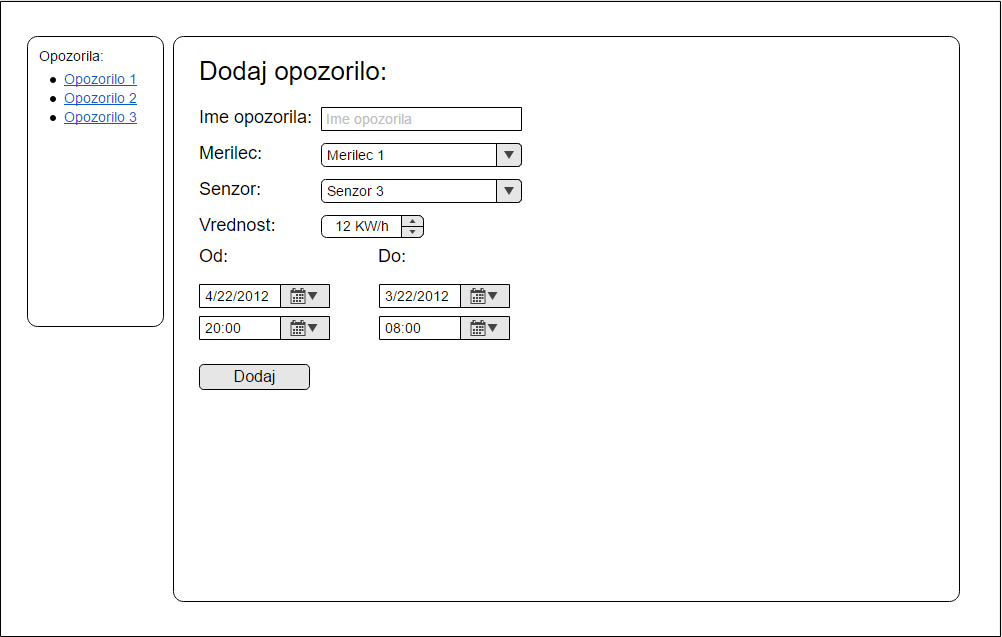 Opozorila:
Opozorilo 1
Opozorilo 2
Opozorilo 3
Dodaj opozorilo:
Ime opozorila: Ime opozorila
Merilec: Merilec 1
Senzor: Senzor 3
Vrednost: 12 KW/h
Od: Do:
4/22/2012 3/22/2012
20:00 08:00
Dodaj